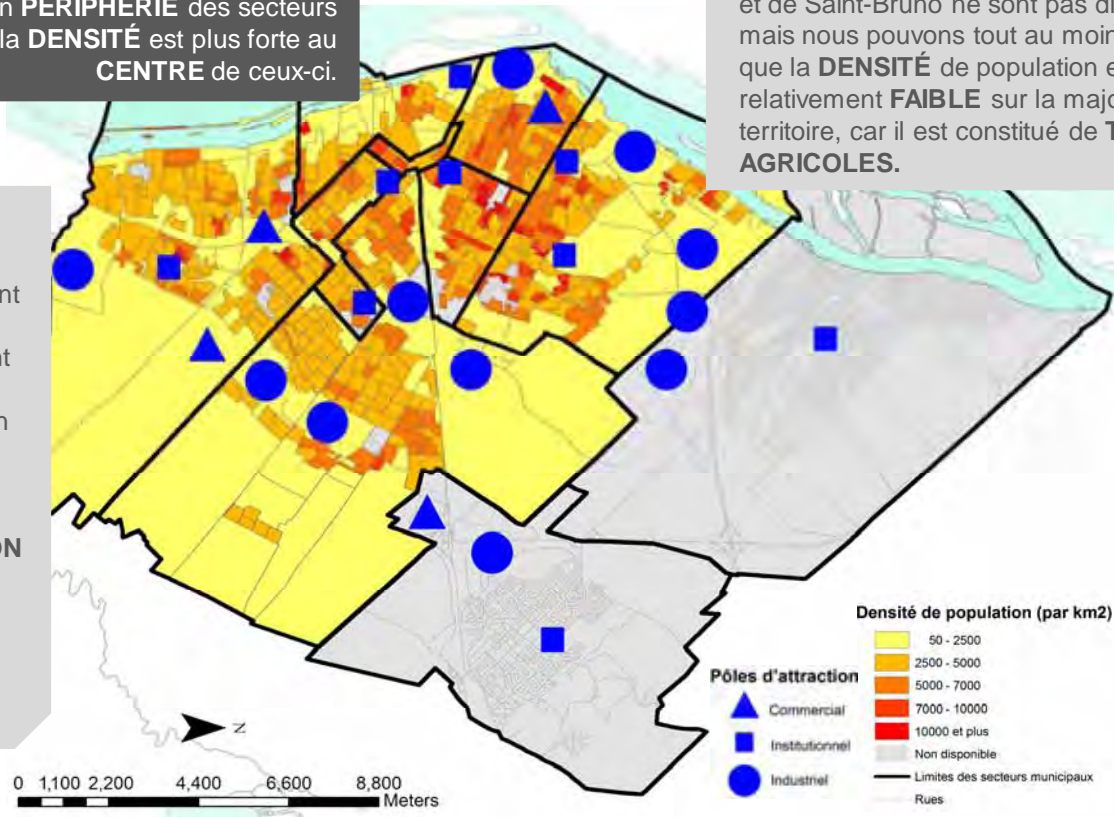 n PÉRIPHÉRIE des secteurs
la DENSITÉ est plus forte au
CENTRE de ceux-ci.
et de Saint-Bruno ne sont pas di
mais nous pouvons tout au moin
que la DENSITÉ de population e
relativement FAIBLE sur la majo
territoire, car il est constitué de T
AGRICOLES.
nt
nt
n
ON
N
0 1,100 2,200 4,400 6,600 8,800
Meters
Pôles d'attraction
Commercial
Institutionnel
Industriel
Densité de population (par km2)
50 - 2500
2500 - 5000
5000 - 7000
7000 - 10000
10000 et plus
Non disponible
Limites des secteurs municipaux
Rues